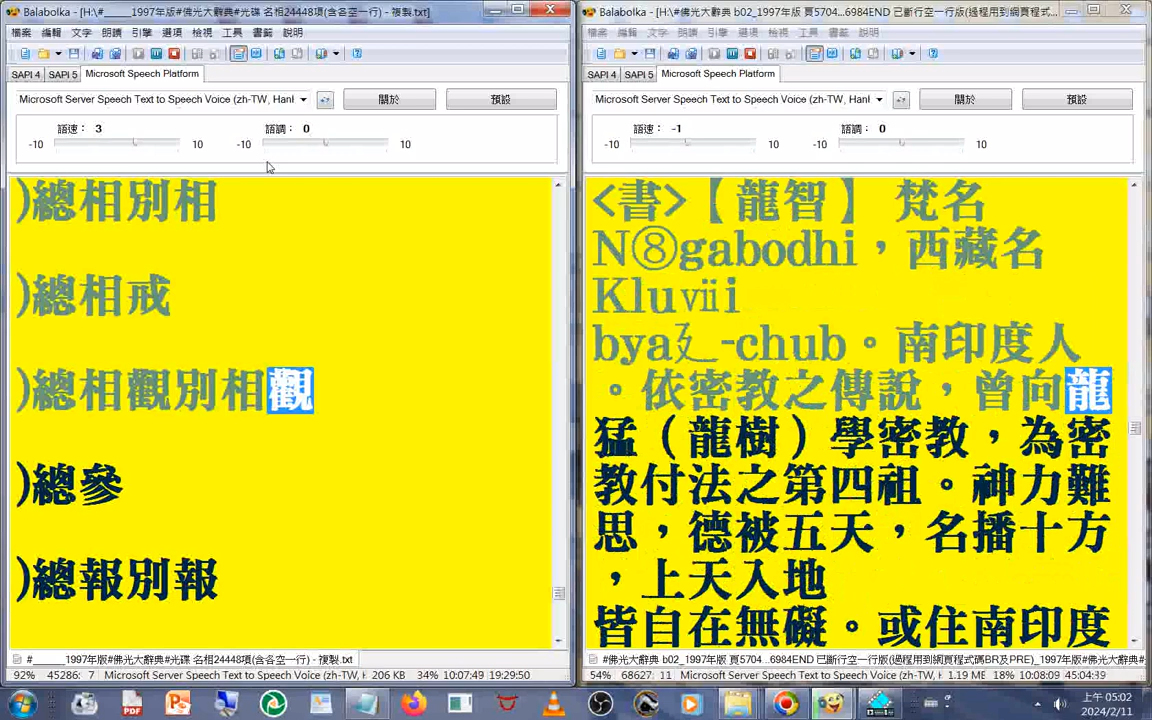 Balabolka - [H:\#_____1997年版#佛光大辭典#光碟 名相24448項(含各空一行) - 複製.txt]
檔案 編輯 文字 朗讀 引擎 選項 檢視 工具 書籤 說明
SAPI 4 SAPI 5 Microsoft Speech Platform
Microsoft Server Speech Text to Speech Voice (zh-TW, Hanl 關於 預設
語速： 3 語調： 0
-10 10 -10 10
)總相別相
)總相戒
)總相觀別相觀
)總參
)總報別報
#_____1997年版#佛光大辭典#光碟 名相24448項(含各空一行) - 複製.txt
92% 45286: 7 Microsoft Server Speech Text to Speech Voice (zh-TW, H 206 KB 34% 10:07:49 19:29:50
Balabolka - [H:\#佛光大辭典 b02_1997年版 頁5704...6984END 已斷行空一行版(過程用到網頁程式...
檔案 編輯 文字 朗讀 引擎 選項 檢視 工具 書籤 說明
SAPI 4 SAPI 5 Microsoft Speech Platform
Microsoft Server Speech Text to Speech Voice (zh-TW, Hanl 關於 預設
語速： -1 語調： 0
-10 10 -10 10
<書>【龍智】 梵名
N⑧gabodhi，西藏名
Kluⅶi
bya廴-chub。南印度人
。依密教之傳說，曾向龍
猛（龍樹）學密教，為密
教付法之第四祖。神力難
思，德被五天，名播十方
，上天入地
皆自在無礙。或住南印度
#佛光大辭典 b02_1997年版 頁5704...6984END 已斷行空一行版(過程用到網頁程式碼BR及PRE)_1997年版#佛光大辭典#
54% 68627: 11 Microsoft Server Speech Text to Speech Voice (zh-TW, H 1.19 ME 18% 10:08:09 45:04:39
上午 05:02
2024/2/11